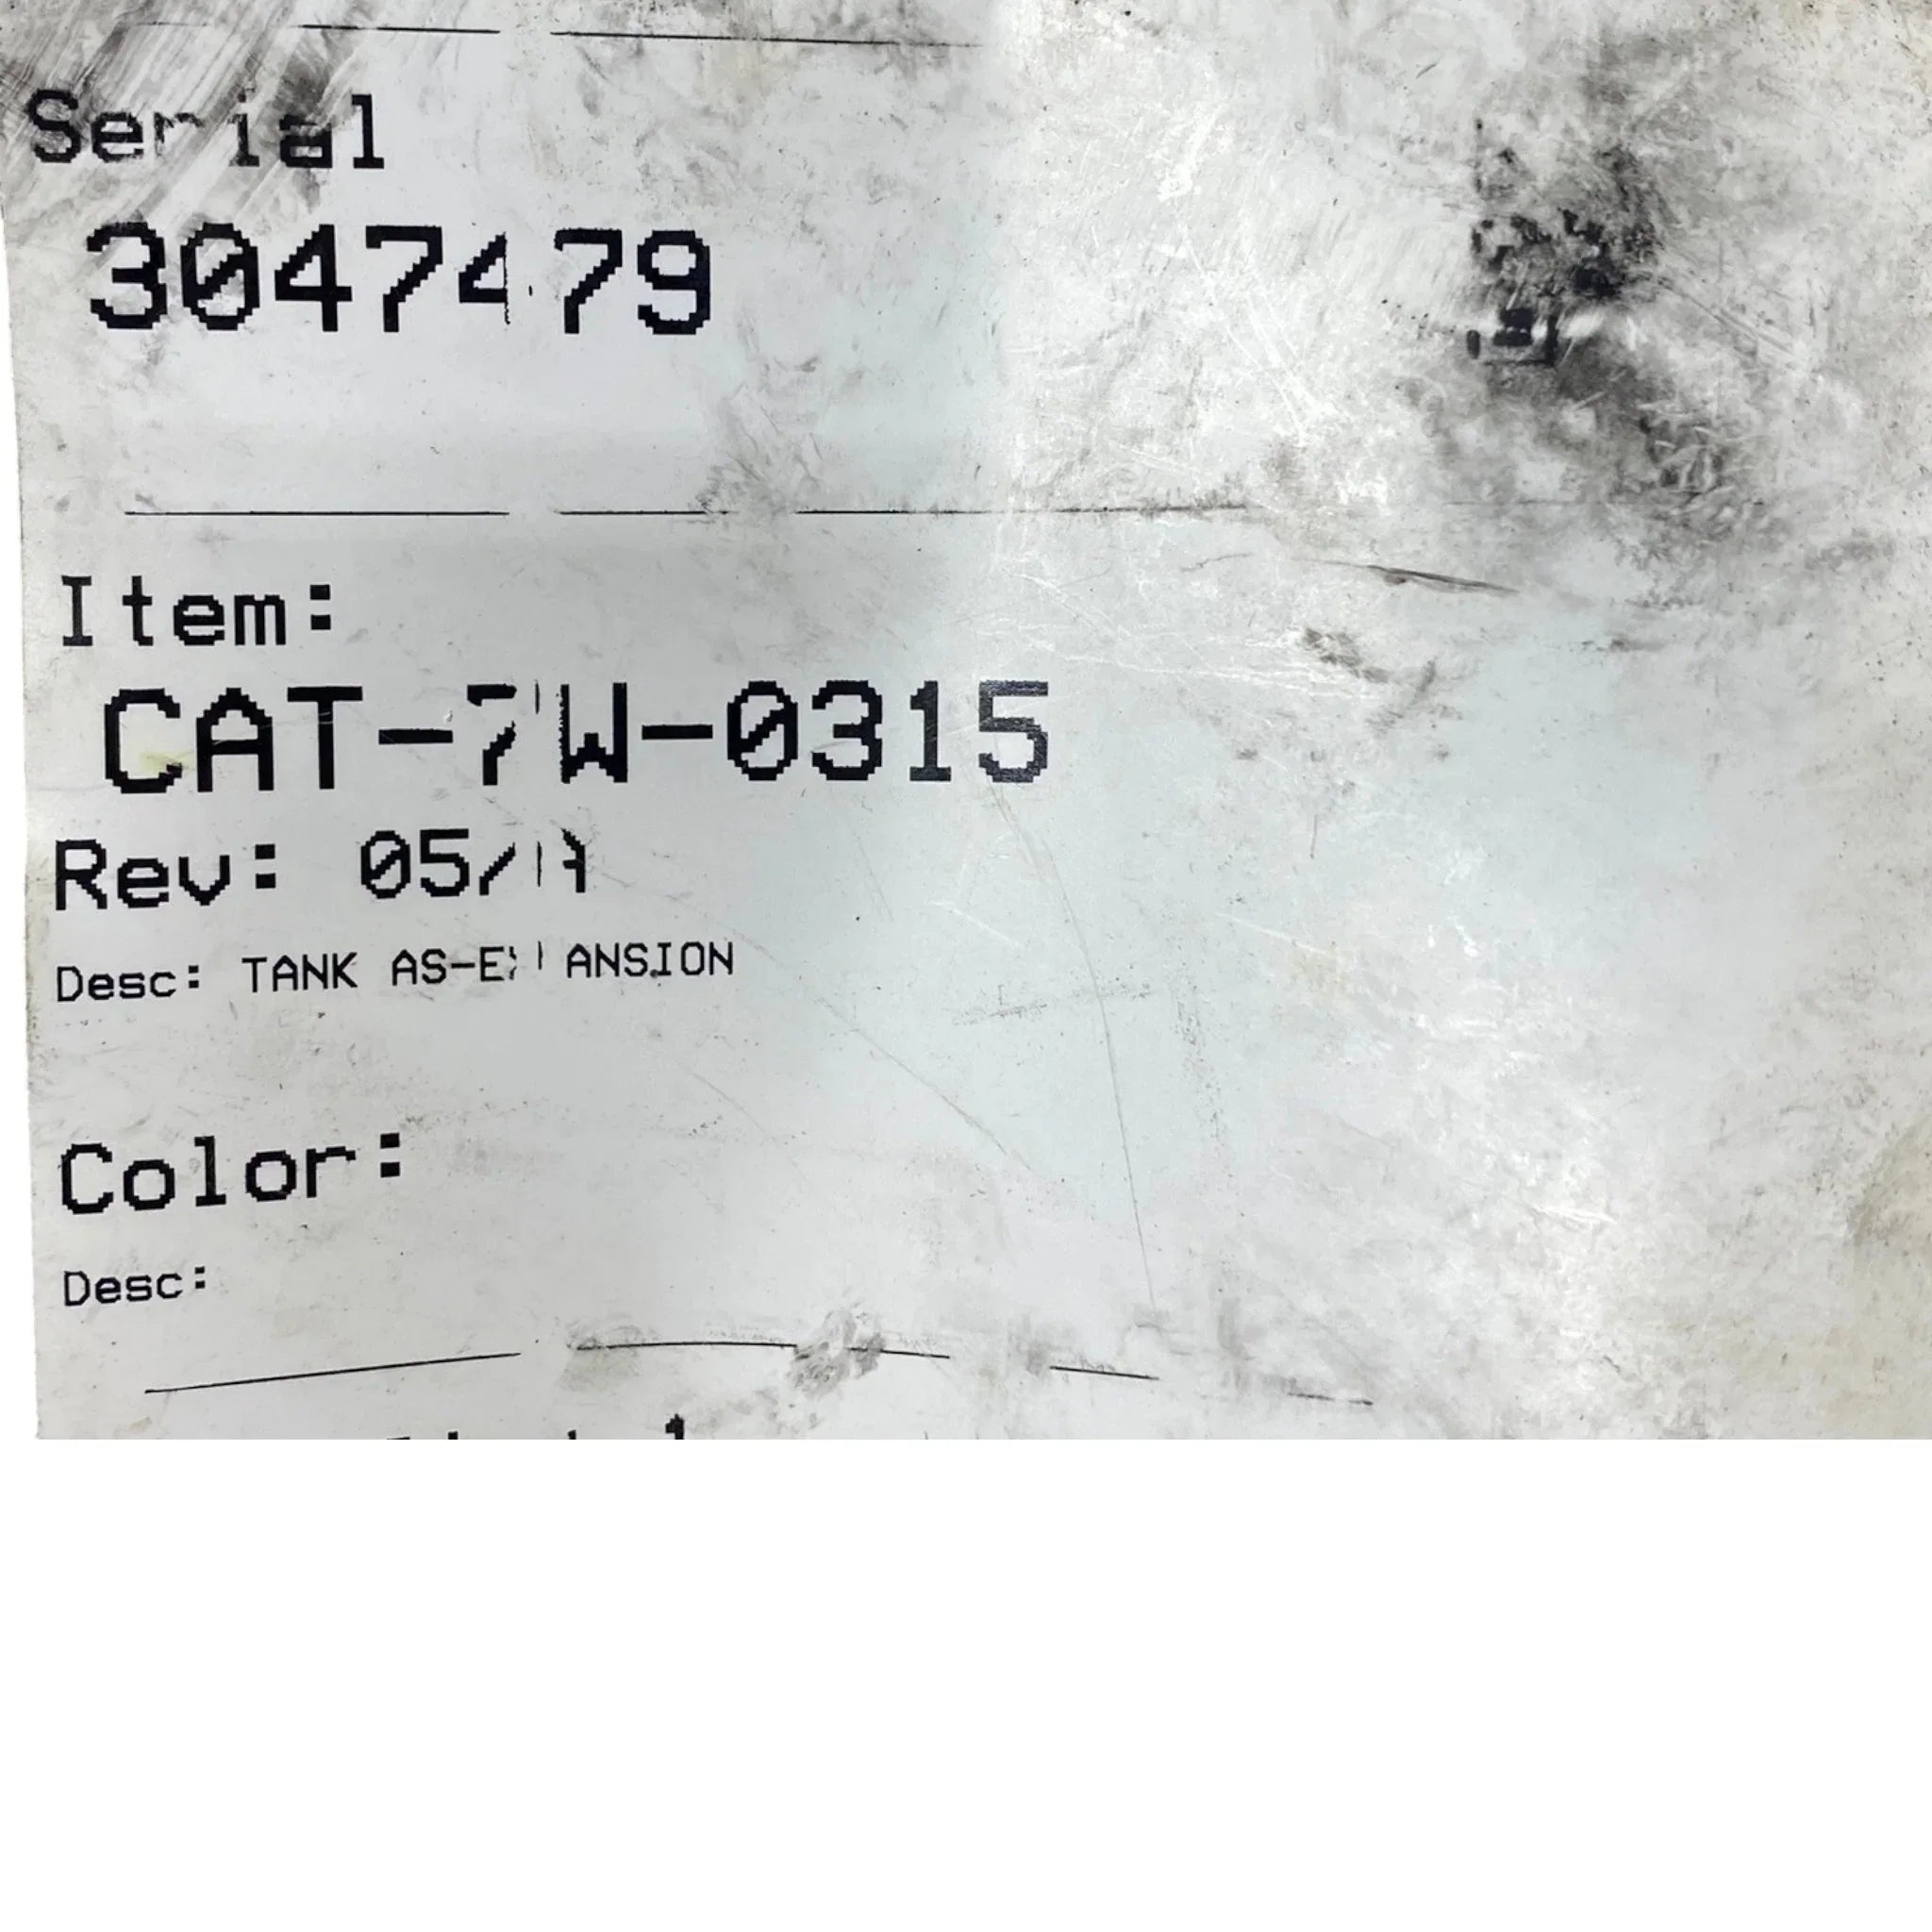 Serial
3047479
Item:
CAT-7W-0315
Rev: 05/
Desc: TANK AS-EXPANSION
Color:
Desc: